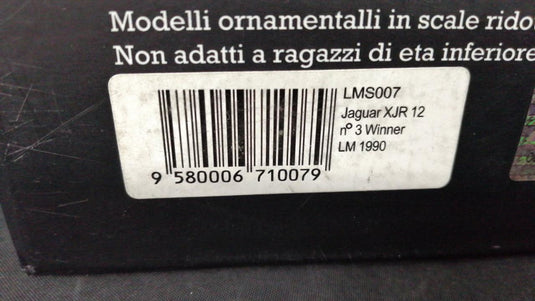 Modelli ornamentalli in scale rido
Non adatti a ragazzi di eta inferiore
LMS007
Jaguar XJR 12
nº 3 Winner
LM 1990
9 580006 710079